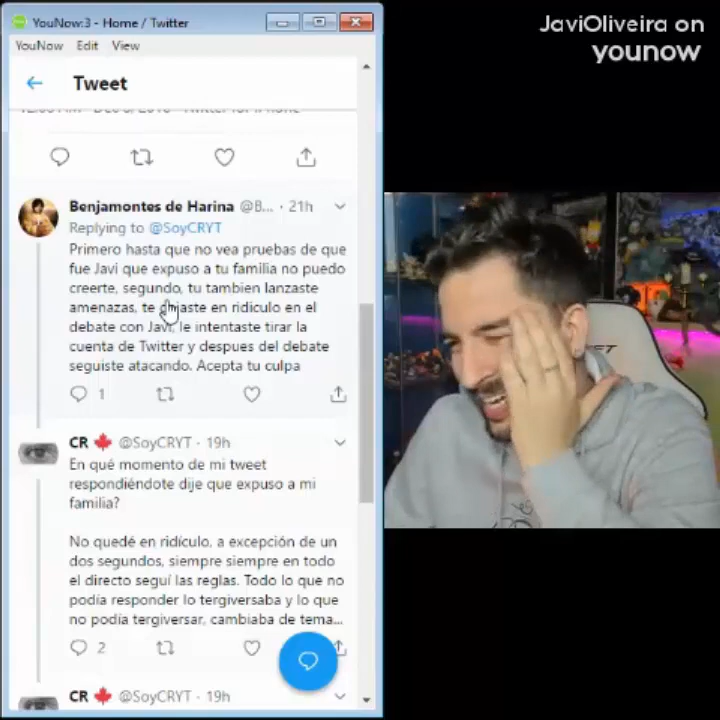 YouNow:3 - Home / Twitter
JaviOliveira on
younow
YouNow Edit View
Tweet
Benjamontes de Harina @B... · 21h
Replying to @SoyCRYT
Primero hasta que no vea pruebas de que
fue Javi que expuso a tu familia no puedo
creerte, segundo, tu tambien lanzaste
amenazas, te dejaste en ridiculo en el
debate con Javi, le intentaste tirar la
cuenta de Twitter y despues del debate
seguiste atacando. Acepta tu culpa
1
CR @SoyCRYT · 19h
En qué momento de mi tweet
respondiéndote dije que expuso a mi
familia?
No quedé en ridículo, a excepción de un
dos segundos, siempre siempre en todo
el directo seguí las reglas. Todo lo que no
podía responder lo tergiversaba y lo que
no podía tergiversar, cambiaba de tema...
2
CR @SoyCRYT · 19h